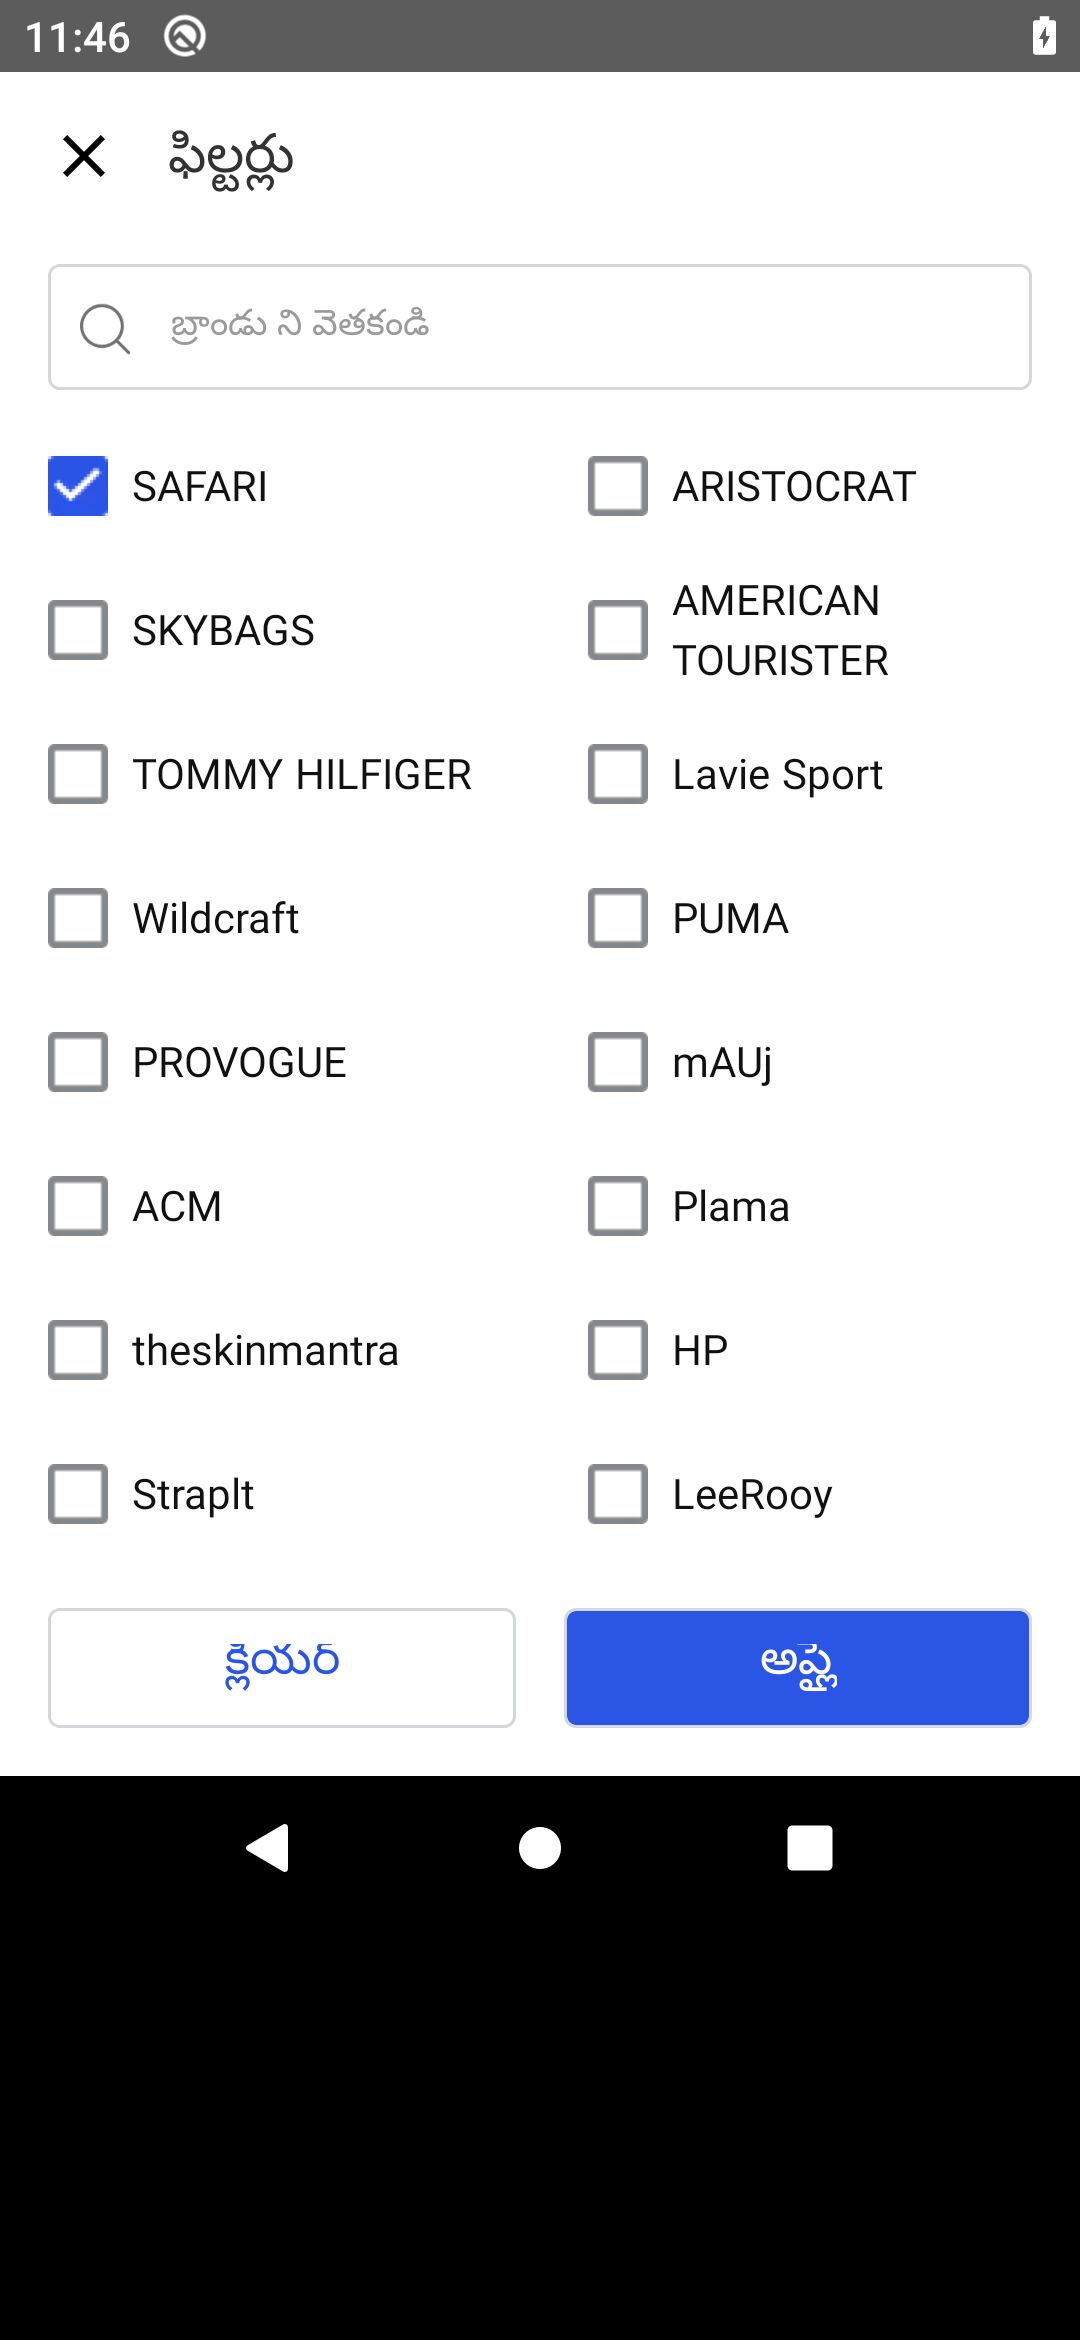 11:46
ఫిల్టర్లు
బ్రాండు ని వెతకండి
SAFARI
ARISTOCRAT
SKYBAGS
AMERICAN
TOURISTER
TOMMY HILFIGER
Lavie Sport
Wildcraft
PUMA
PROVOGUE
mAUj
ACM
Plama
theskinmantra
HP
Straplt
LeeRooy
క్లియర్
అప్లై